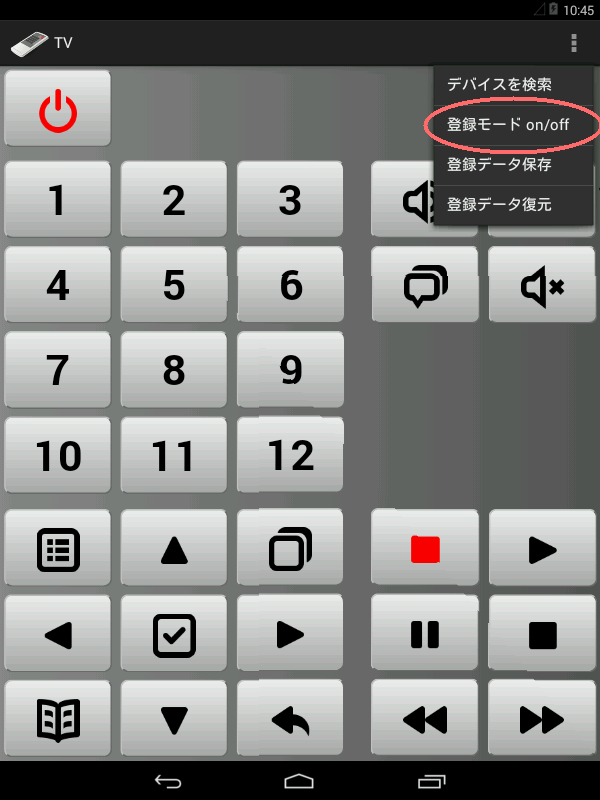 10:45
TV
デバイスを検索
登録モード on/off
登録データ保存
登録データ復元
1 2 3
4 5 6
7 8 9
10 11 12